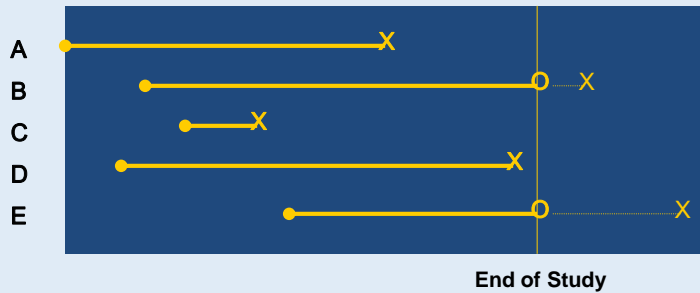 A X
B O X
C X
D X
E O X
End of Study